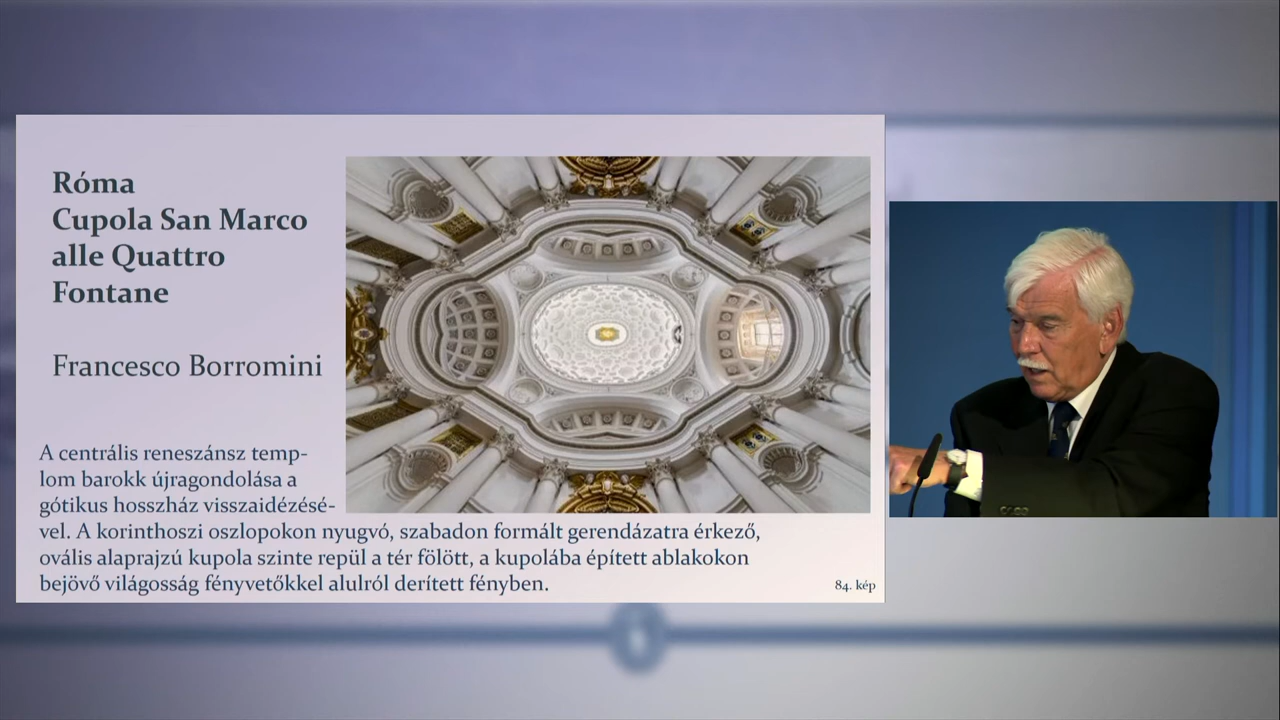 Róma
Cupola San Marco
alle Quattro
Fontane
Francesco Borromini
A centrális reneszánsz temp-
lom barokk újragondolása a
gótikus hosszház visszaidézésé-
vel. A korinthoszi oszlopokon nyugvó, szabadon formált gerendázatra érkező,
ovális alaprajzú kupola szinte repül a tér fölött, a kupolába épített ablakokon
bejövő világosság fényvetőkkel alulról derített fényben.
84. kép